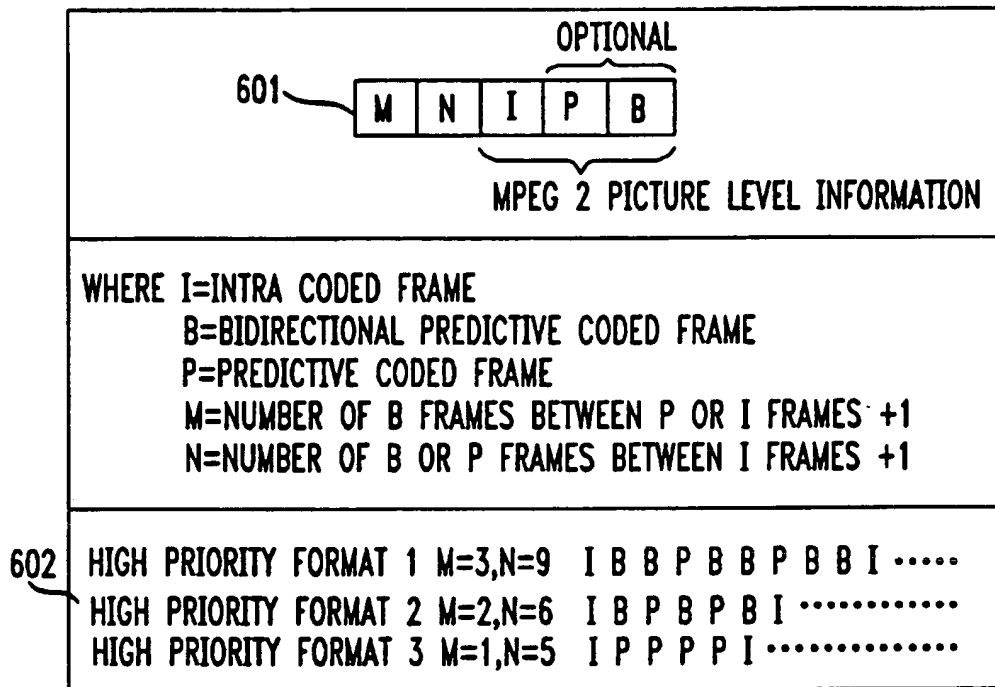 OPTIONAL
601
M N I P B
MPEG 2 PICTURE LEVEL INFORMATION
WHERE I=INTRA CODED FRAME
B=BIDIRECTIONAL PREDICTIVE CODED FRAME
P=PREDICTIVE CODED FRAME
M=NUMBER OF B FRAMES BETWEEN P OR I FRAMES +1
N=NUMBER OF B OR P FRAMES BETWEEN I FRAMES +1
602
HIGH PRIORITY FORMAT 1 M=3,N=9 I B B P B B P B B I .....
HIGH PRIORITY FORMAT 2 M=2,N=6 I B P B P B I ............
HIGH PRIORITY FORMAT 3 M=1,N=5 I P P P P I ..............